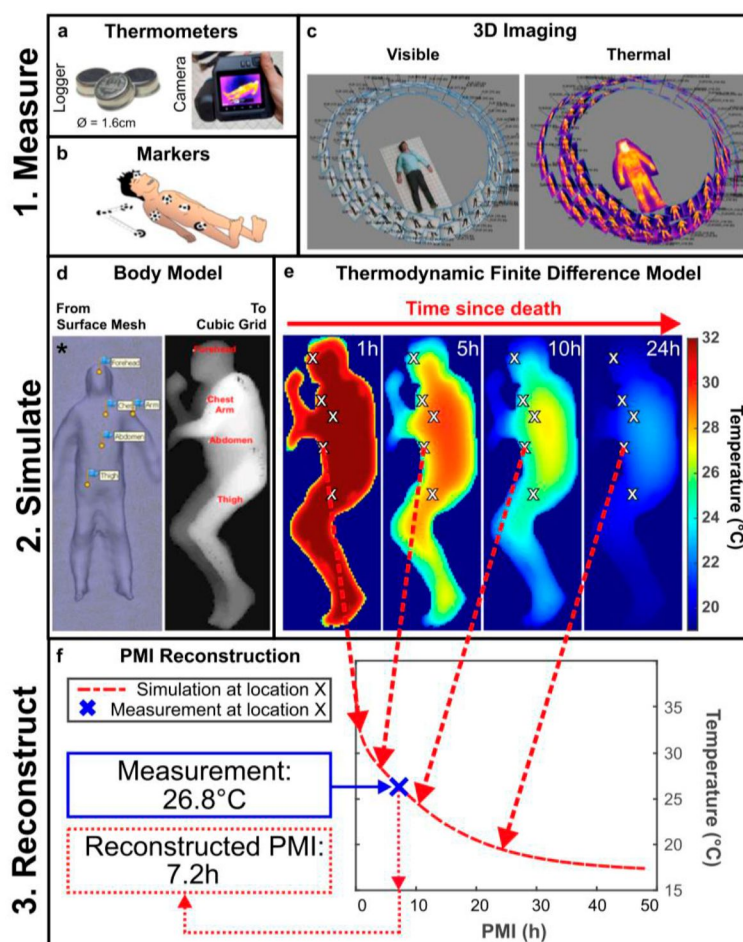 1. Measure
a
Thermometers
Logger
Ø = 1.6cm
Camera
b
Markers
c
3D Imaging
Visible
Thermal
2. Simulate
d
Body Model
From
Surface Mesh
To
Cubic Grid
*
Forehead
Chest
Arm
Abdomen
Thigh
Forehead
Chest
Arm
Abdomen
Thigh
e
Thermodynamic Finite Difference Model
Time since death
1h
5h
10h
24h
X X X X
X X X X
X X X X
X X X X
X X X
32
30
28
26
24
22
20
Temperature (°C)
3. Reconstruct
f
PMI Reconstruction
Simulation at location X
Measurement at location X
Measurement:
26.8°C
Reconstructed PMI:
7.2h
35
30
25
20
15
Temperature (°C)
0 10 20 30 40 50
PMI (h)